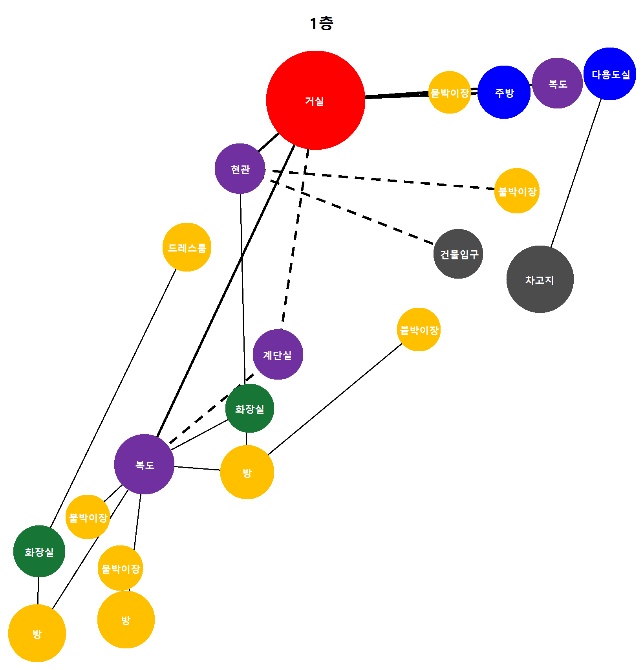 1층
거실
붙박이장
주방
복도
다용도실
현관
붙박이장
드레스룸
건물입구
차고지
붙박이장
계단실
화장실
복도
방
붙박이장
화장실
붙박이장
방
방